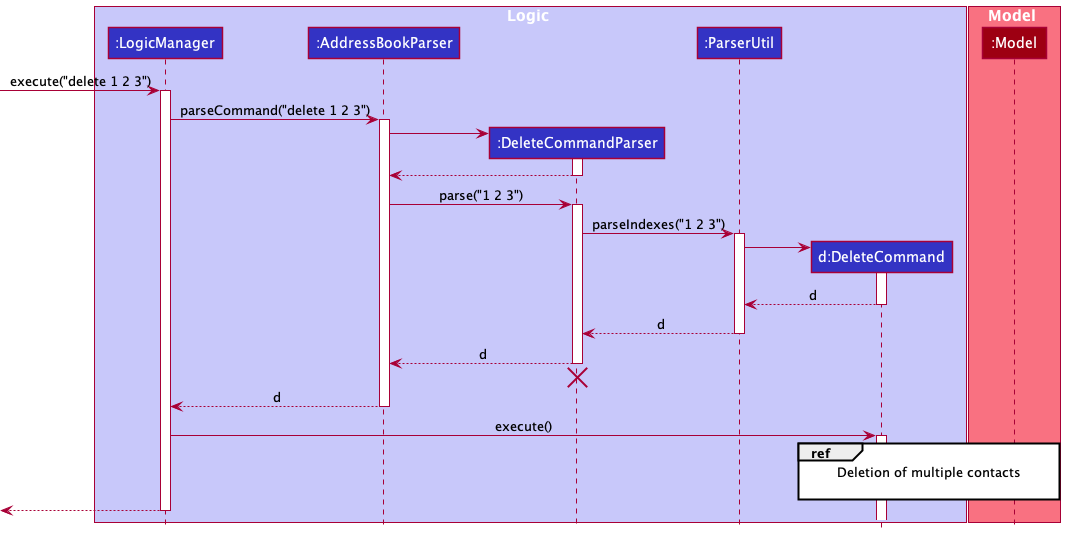 Logic
Model
:LogicManager
:AddressBookParser
:ParserUtil
:Model
execute("delete 1 2 3")
parseCommand("delete 1 2 3")
:DeleteCommandParser
parse("1 2 3")
parseIndexes("1 2 3")
d:DeleteCommand
d
d
d
d
execute()
ref
Deletion of multiple contacts